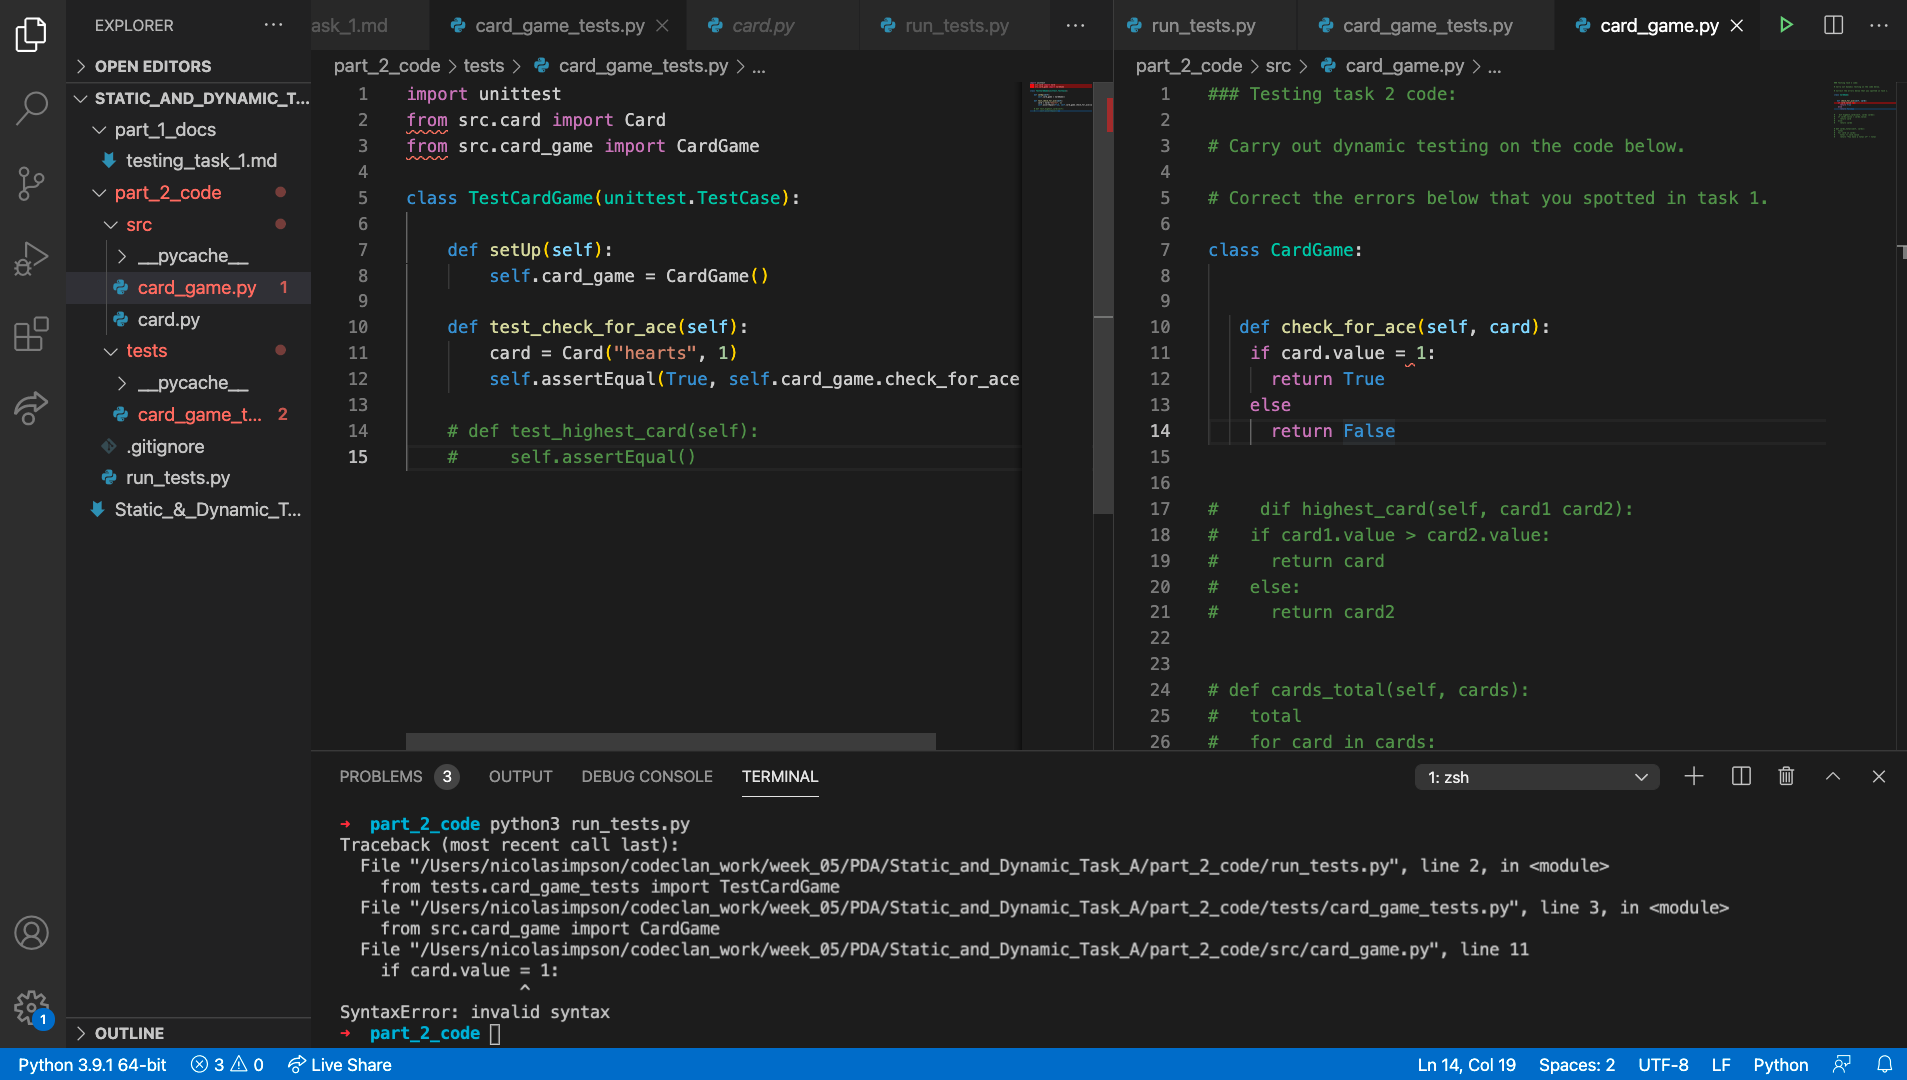 EXPLORER
OPEN EDITORS
STATIC_AND_DYNAMIC_T...
part_1_docs
testing_task_1.md
part_2_code
src
__pycache__
card_game.py 1
card.py
tests
__pycache__
card_game_t... 2
.gitignore
run_tests.py
Static_&_Dynamic_T...
OUTLINE
ask_1.md card_game_tests.py card.py run_tests.py ...
part_2_code > tests > card_game_tests.py > ...
1 import unittest
2 from src.card import Card
3 from src.card_game import CardGame
4
5 class TestCardGame(unittest.TestCase):
6
7 def setUp(self):
8 self.card_game = CardGame()
9
10 def test_check_for_ace(self):
11 card = Card("hearts", 1)
12 self.assertEqual(True, self.card_game.check_for_ace
13
14 # def test_highest_card(self):
15 #     self.assertEqual()
run_tests.py card_game_tests.py card_game.py
part_2_code > src > card_game.py > ...
1 ### Testing task 2 code:
2
3 # Carry out dynamic testing on the code below.
4
5 # Correct the errors below that you spotted in task 1.
6
7 class CardGame:
8
9
10 def check_for_ace(self, card):
11 if card.value = 1:
12 return True
13 else
14 return False
15
16
17 #    dif highest_card(self, card1 card2):
18 #   if card1.value > card2.value:
19 #     return card
20 #   else:
21 #     return card2
22
23
24 # def cards_total(self, cards):
25 #   total
26 #   for card in cards:
PROBLEMS 3 OUTPUT DEBUG CONSOLE TERMINAL 1: zsh
➜ part_2_code python3 run_tests.py
Traceback (most recent call last):
File "/Users/nicolasimpson/codeclan_work/week_05/PDA/Static_and_Dynamic_Task_A/part_2_code/run_tests.py", line 2, in <module>
from tests.card_game_tests import TestCardGame
File "/Users/nicolasimpson/codeclan_work/week_05/PDA/Static_and_Dynamic_Task_A/part_2_code/tests/card_game_tests.py", line 3, in <module>
from src.card_game import CardGame
File "/Users/nicolasimpson/codeclan_work/week_05/PDA/Static_and_Dynamic_Task_A/part_2_code/src/card_game.py", line 11
if card.value = 1:
^
SyntaxError: invalid syntax
➜ part_2_code
1
Python 3.9.1 64-bit 3 0 Live Share Ln 14, Col 19 Spaces: 2 UTF-8 LF Python